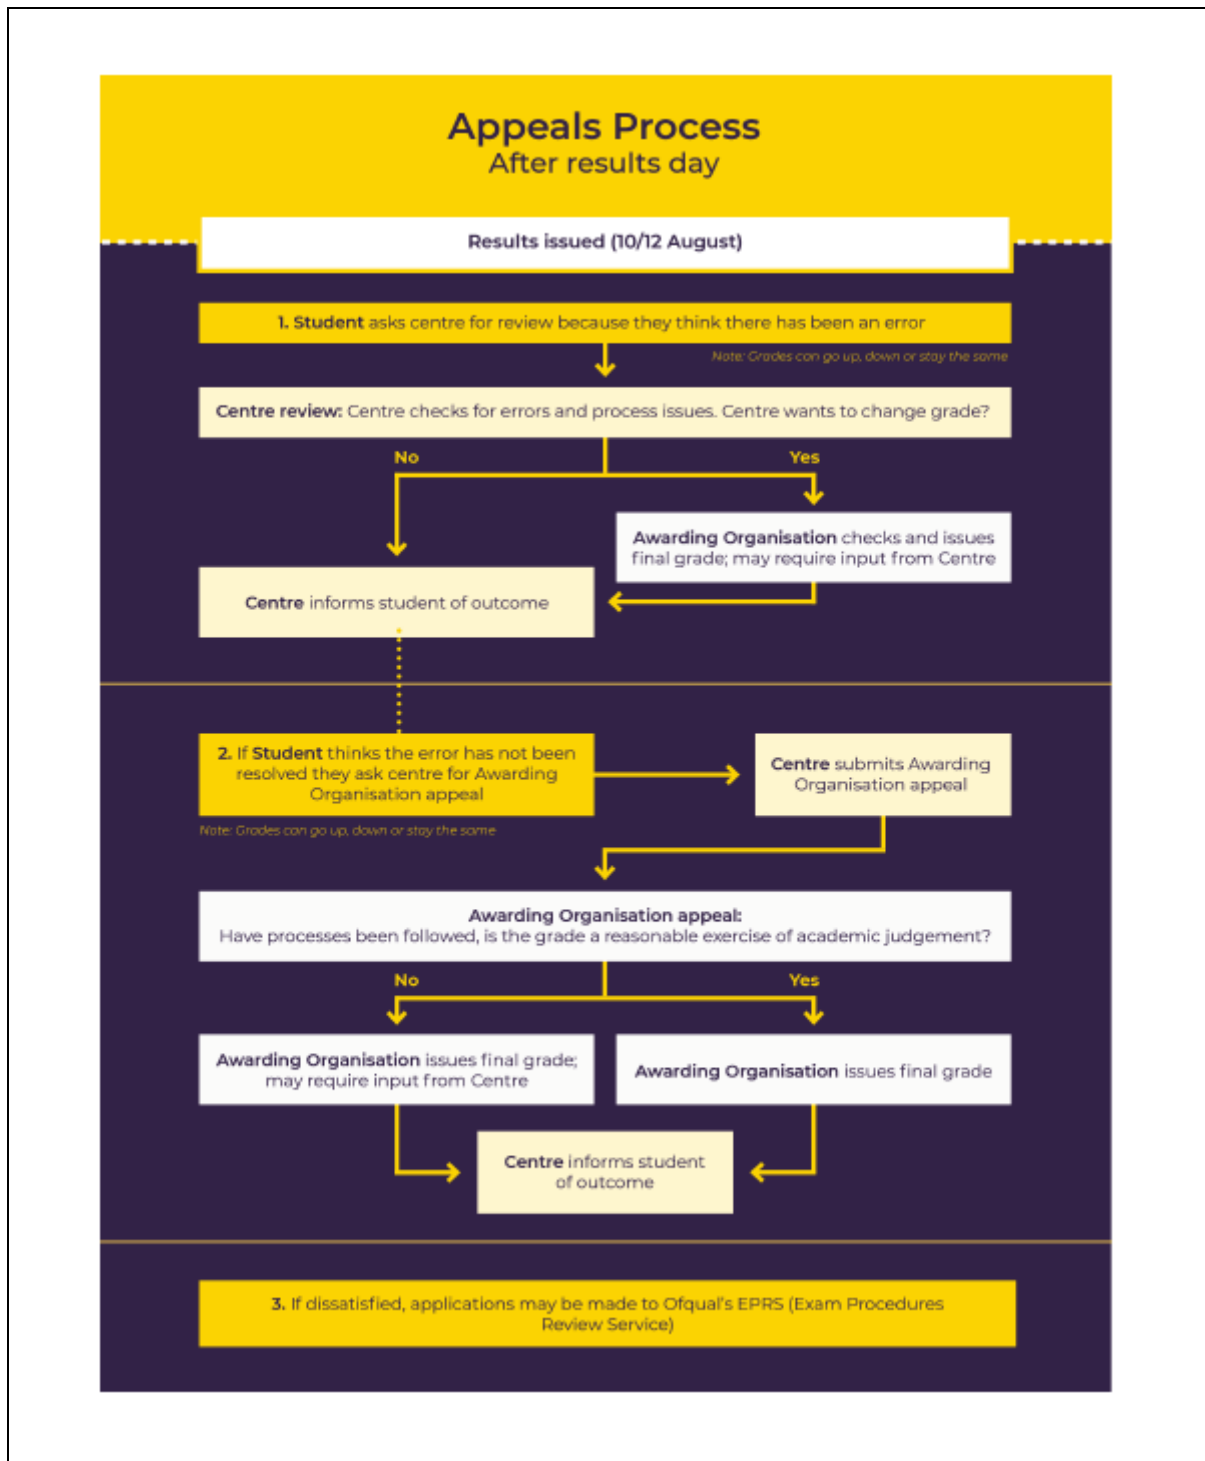 Appeals Process
After results day
Results issued (10/12 August)
1. Student asks centre for review because they think there has been an error
Note: Grades can go up, down or stay the same
Centre review: Centre checks for errors and process issues. Centre wants to change grade?
No
Yes
Awarding Organisation checks and issues
final grade; may require input from Centre
Centre informs student of outcome
2. If Student thinks the error has not been
resolved they ask centre for Awarding
Organisation appeal
Note: Grades can go up, down or stay the same
Centre submits Awarding
Organisation appeal
Awarding Organisation appeal:
Have processes been followed, is the grade a reasonable exercise of academic judgement?
No
Yes
Awarding Organisation issues final grade;
may require input from Centre
Awarding Organisation issues final grade
Centre informs student
of outcome
3. If dissatisfied, applications may be made to Ofqual's EPRS (Exam Procedures
Review Service)